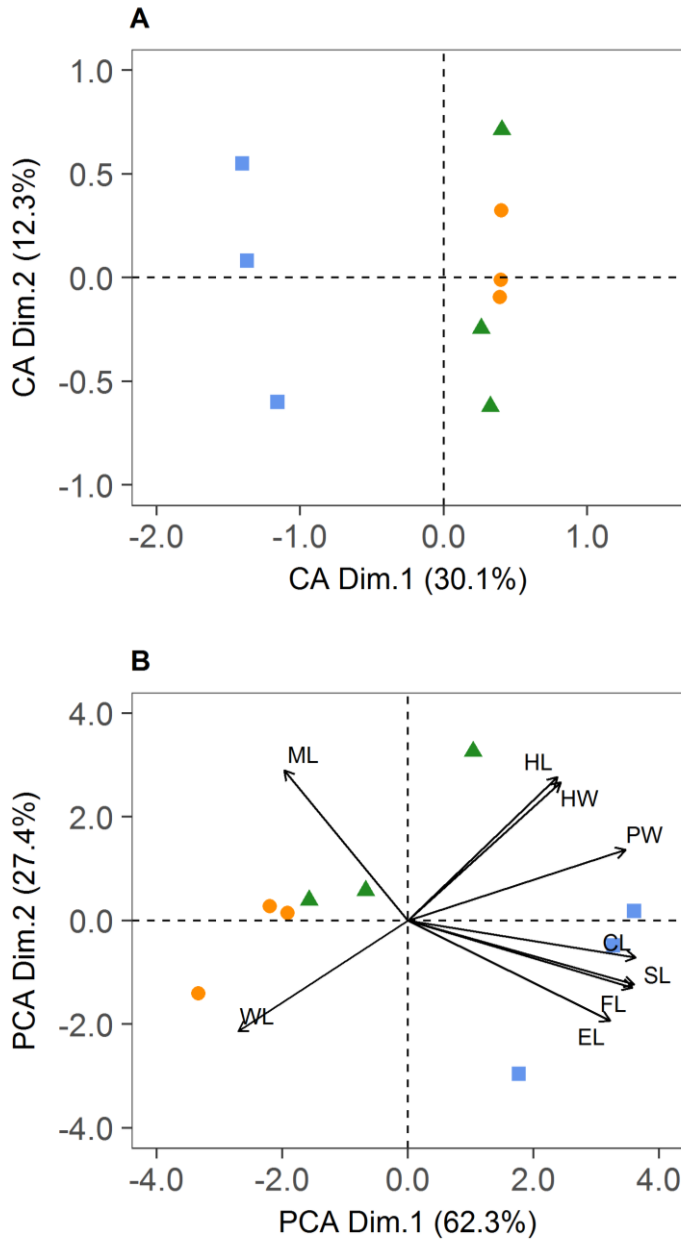 A
1.0
0.5
0.0
-0.5
-1.0
CA Dim.2 (12.3%)
-2.0 -1.0 0.0 1.0
CA Dim.1 (30.1%)
B
4.0
2.0
0.0
-2.0
-4.0
PCA Dim.2 (27.4%)
ML
HL
HW
PW
CL
SL
FL
EL
WL
-4.0 -2.0 0.0 2.0 4.0
PCA Dim.1 (62.3%)